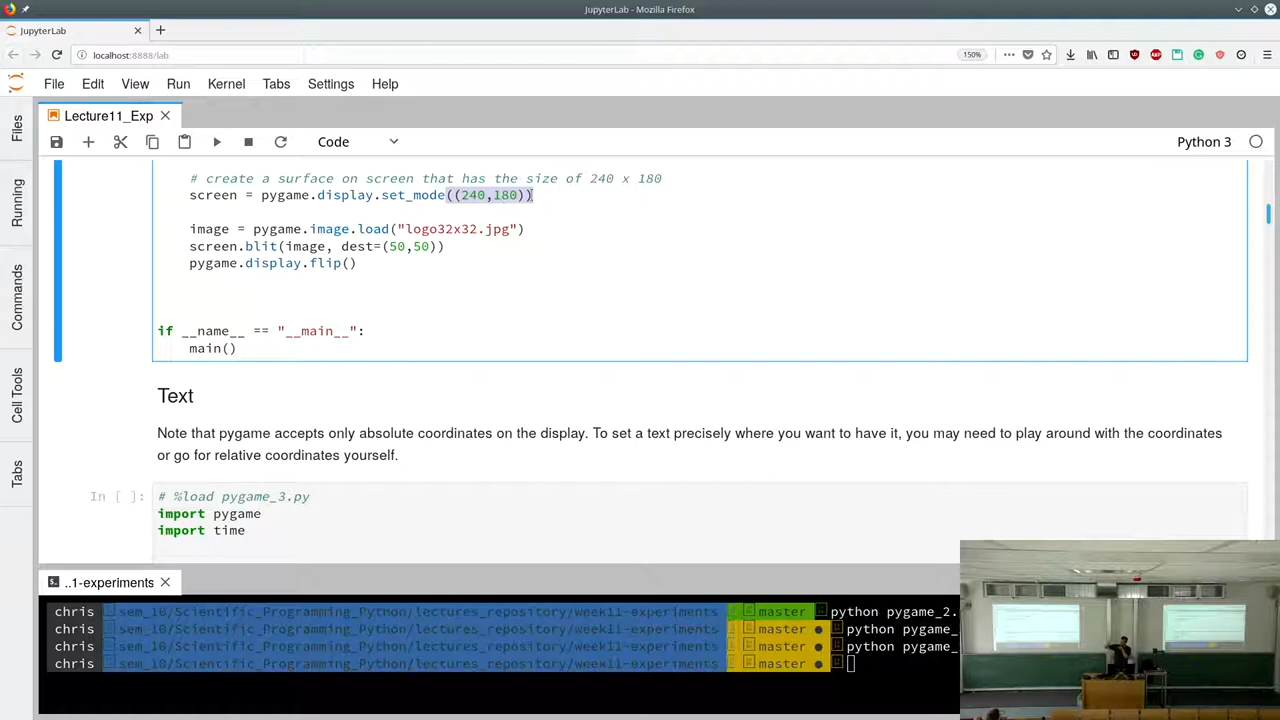 JupyterLab - Mozilla Firefox
JupyterLab
localhost:8888/lab
150%
File Edit View Run Kernel Tabs Settings Help
Lecture11_Exp
Code
Python 3
Files
Running
Commands
Cell Tools
Tabs
# create a surface on screen that has the size of 240 x 180
screen = pygame.display.set_mode((240,180))
image = pygame.image.load("logo32x32.jpg")
screen.blit(image, dest=(50,50))
pygame.display.flip()
if __name__ == "__main__":
main()
Text
Note that pygame accepts only absolute coordinates on the display. To set a text precisely where you want to have it, you may need to play around with the coordinates
or go for relative coordinates yourself.
In [ ]:
# %load pygame_3.py
import pygame
import time
..1-experiments
chris sem_10/Scientific_Programming_Python/lectures_repository/week11-experiments master python pygame_2.
chris sem_10/Scientific_Programming_Python/lectures_repository/week11-experiments master ● python pygame_
chris sem_10/Scientific_Programming_Python/lectures_repository/week11-experiments master ● python pygame_
chris sem_10/Scientific_Programming_Python/lectures_repository/week11-experiments master ●